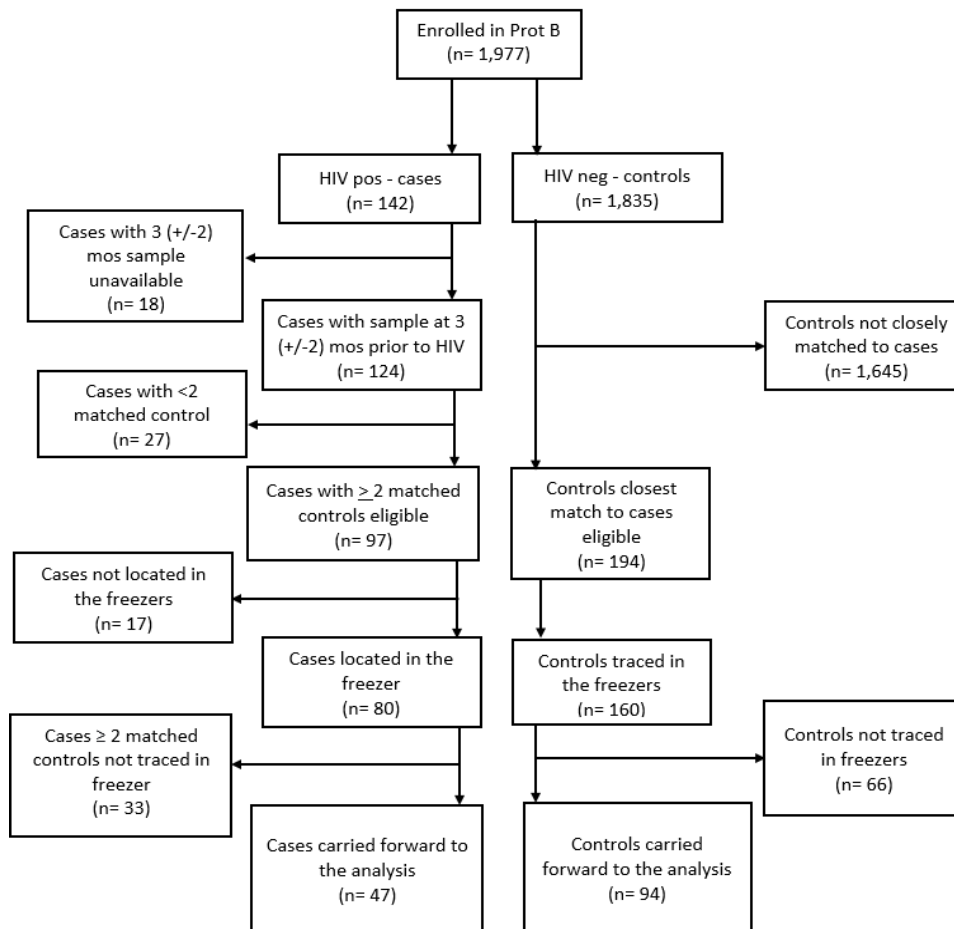 Enrolled in Prot B
(n= 1,977)
HIV pos - cases
(n= 142)
HIV neg - controls
(n= 1,835)
Cases with 3 (+/-2)
mos sample
unavailable
(n= 18)
Cases with sample at 3
(+/-2) mos prior to HIV
(n= 124)
Controls not closely
matched to cases
(n= 1,645)
Cases with <2
matched control
(n= 27)
Cases with ≥ 2 matched
controls eligible
(n= 97)
Controls closest
match to cases
eligible
(n= 194)
Cases not located in
the freezers
(n= 17)
Cases located in the
freezer
(n= 80)
Controls traced in
the freezers
(n= 160)
Cases ≥ 2 matched
controls not traced in
freezer
(n= 33)
Controls not traced
in freezers
(n= 66)
Cases carried forward to
the analysis
(n= 47)
Controls carried
forward to the analysis
(n= 94)